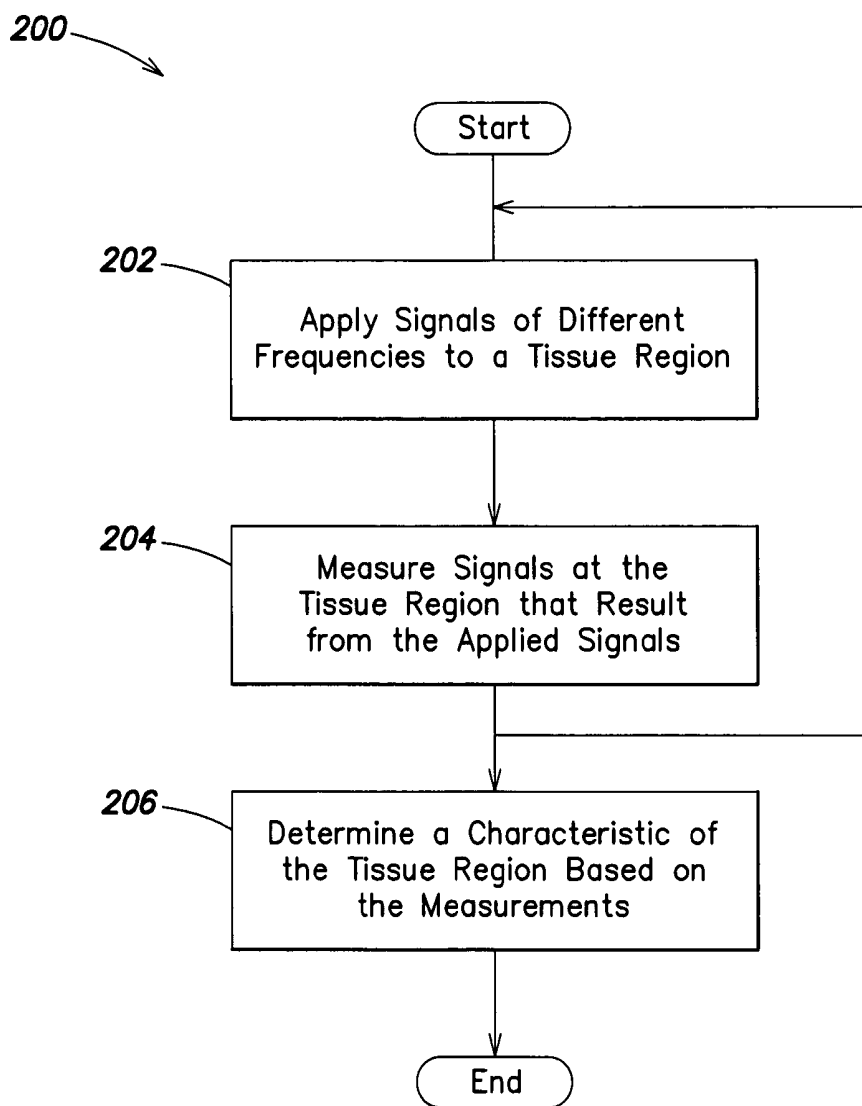 200
Start
202
Apply Signals of Different
Frequencies to a Tissue Region
204
Measure Signals at the
Tissue Region that Result
from the Applied Signals
206
Determine a Characteristic of
the Tissue Region Based on
the Measurements
End